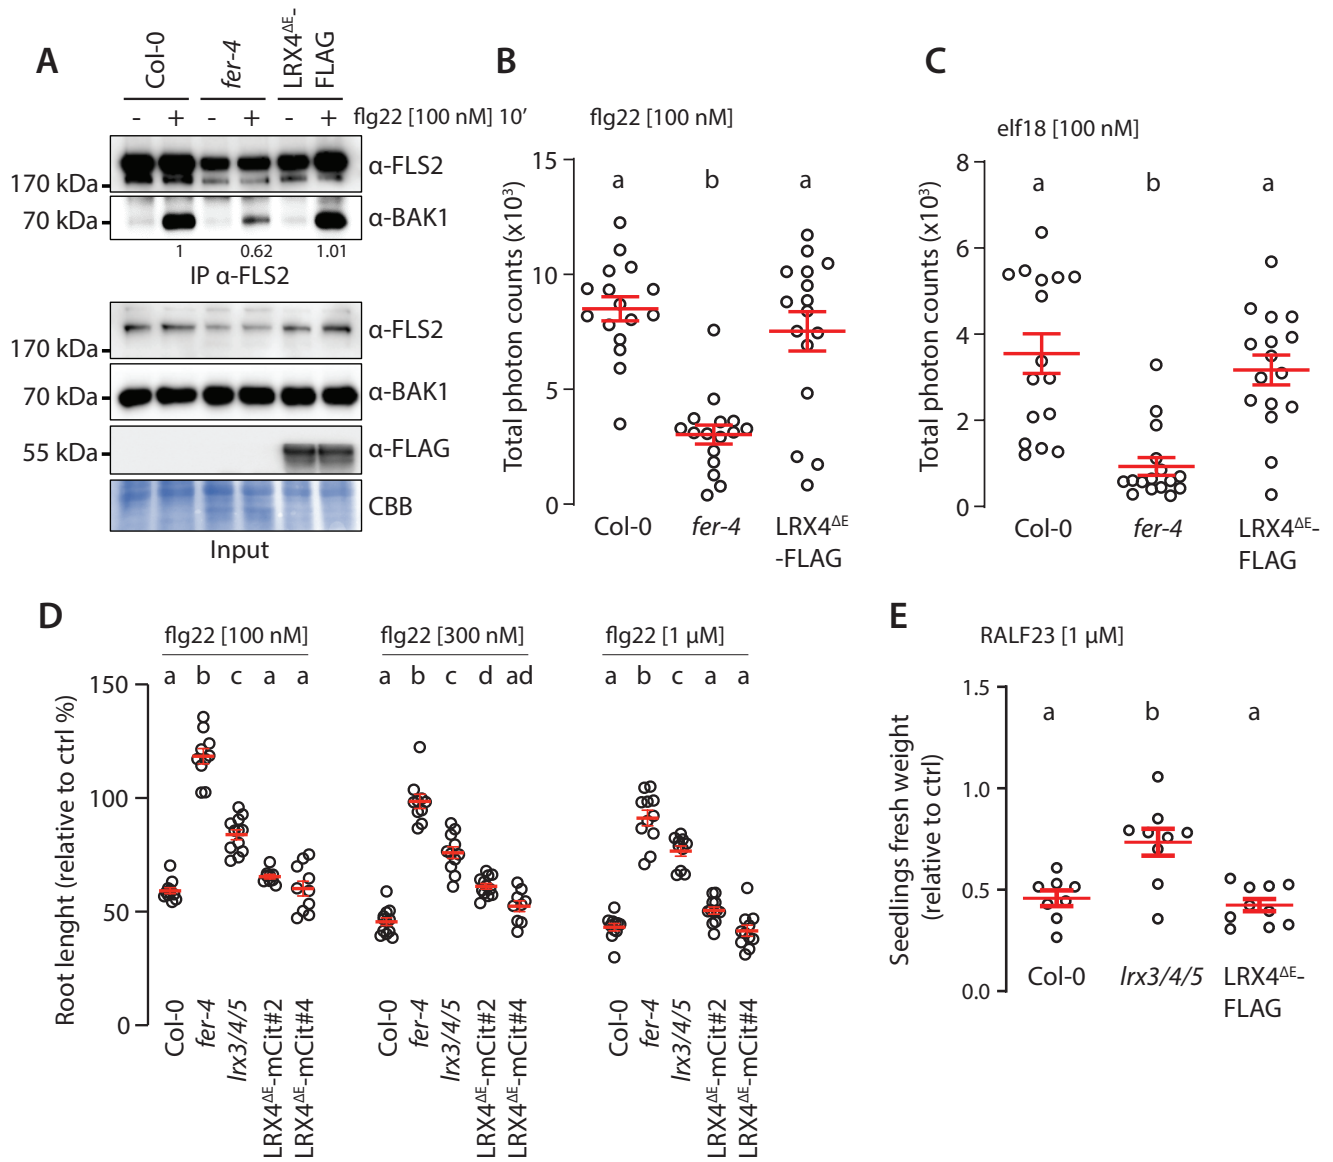 A
Col-0
fer-4
LRX4ΔE-
FLAG
- + - + - + flg22 [100 nM] 10'
α-FLS2
170 kDa
70 kDa
α-BAK1
1 0.62 1.01
IP α-FLS2
α-FLS2
170 kDa
70 kDa
α-BAK1
55 kDa
α-FLAG
CBB
Input
B
flg22 [100 nM]
Total photon counts (x10³)
15
10
5
0
a b a
Col-0 fer-4 LRX4ΔE
-FLAG
C
elf18 [100 nM]
Total photon counts (x10³)
8
6
4
2
0
a b a
Col-0 fer-4 LRX4ΔE-
FLAG
D
flg22 [100 nM] flg22 [300 nM] flg22 [1 µM]
a b c a a a b c d ad a b c a a
Root lenght (relative to ctrl %)
150
100
50
0
Col-0
fer-4
lrx3/4/5
LRX4ΔE-mCit#2
LRX4ΔE-mCit#4
Col-0
fer-4
lrx3/4/5
LRX4ΔE-mCit#2
LRX4ΔE-mCit#4
Col-0
fer-4
lrx3/4/5
LRX4ΔE-mCit#2
LRX4ΔE-mCit#4
E
RALF23 [1 µM]
Seedlings fresh weight
(relative to ctrl)
1.5
1.0
0.5
0.0
a b a
Col-0 lrx3/4/5 LRX4ΔE-
FLAG